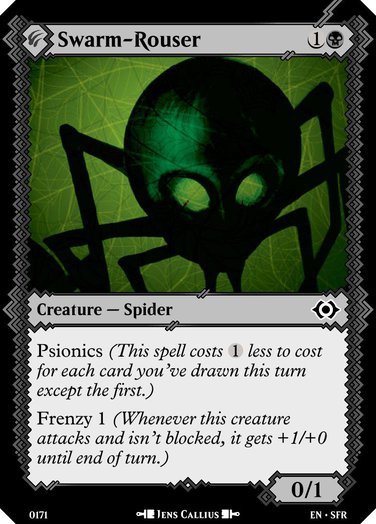 Swarm-Rouser 1
Creature — Spider
Psionics (This spell costs 1 less to cost
for each card you've drawn this turn
except the first.)
Frenzy 1 (Whenever this creature
attacks and isn't blocked, it gets +1/+0
until end of turn.)
0/1
0171 Jens Callius EN • SFR